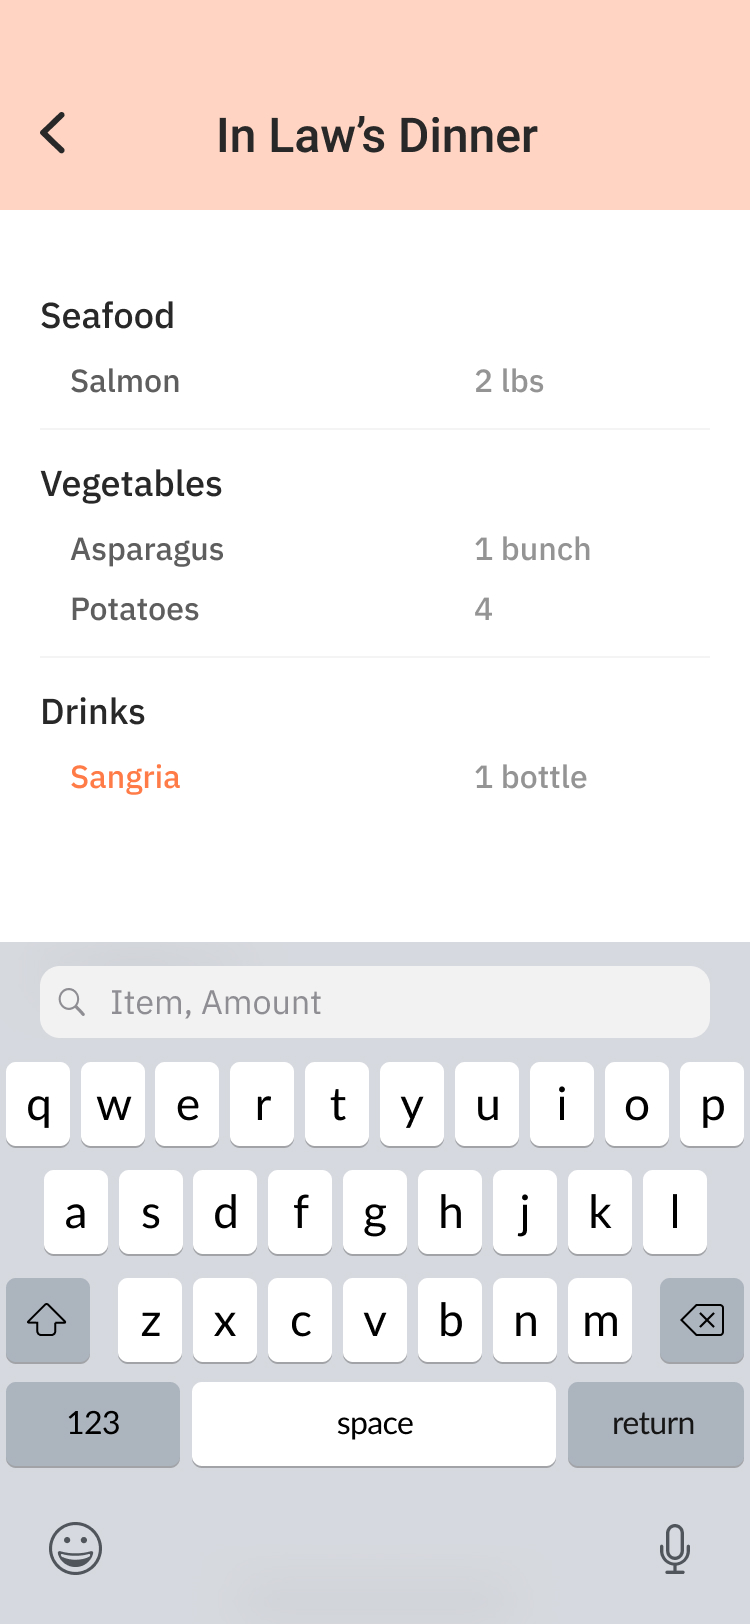 In Law’s Dinner
Seafood
Salmon 2 lbs
Vegetables
Asparagus 1 bunch
Potatoes 4
Drinks
Sangria 1 bottle
Item, Amount
q w e r t y u i o p
a s d f g h j k l
z x c v b n m
123 space return